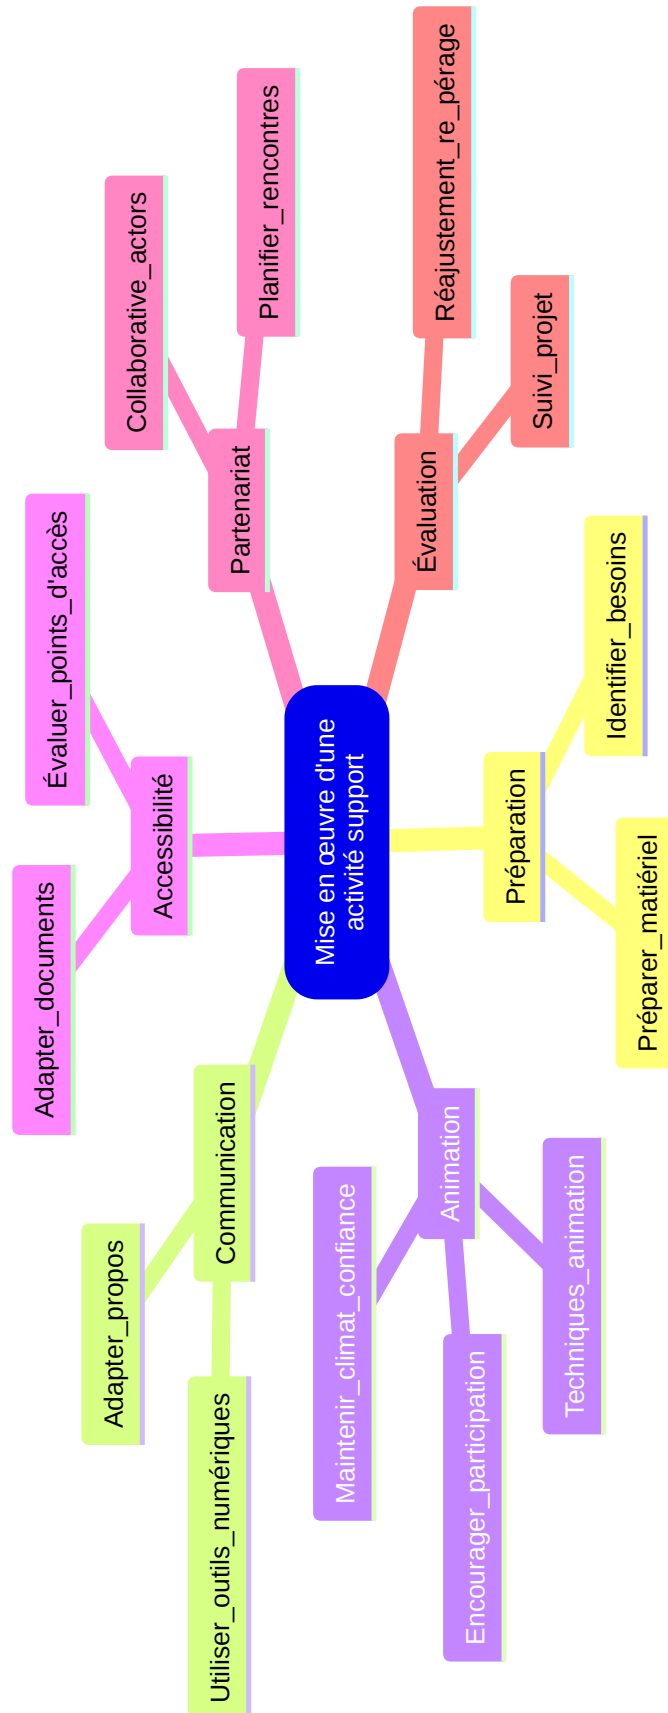 Mise en œuvre d'une
activité support
Préparation
Identifier_besoins
Préparer_matiériel
Animation
Techniques_animation
Encourager_participation
Maintenir_climat_confiance
Communication
Utiliser_outils_numériques
Adapter_propos
Accessibilité
Adapter_documents
Évaluer_points_d'accès
Partenariat
Collaborative_actors
Planifier_rencontres
Évaluation
Réajustement_re_pérage
Suivi_projet